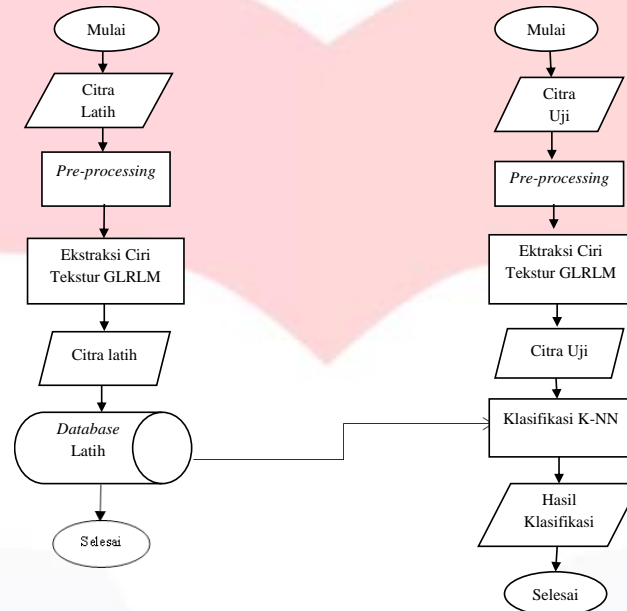 Mulai
Citra
Latih
Pre-processing
Ekstraksi Ciri
Tekstur GLRLM
Citra latih
Database
Latih
Selesai
Mulai
Citra
Uji
Pre-processing
Ektraksi Ciri
Tekstur GLRLM
Citra Uji
Klasifikasi K-NN
Hasil
Klasifikasi
Selesai